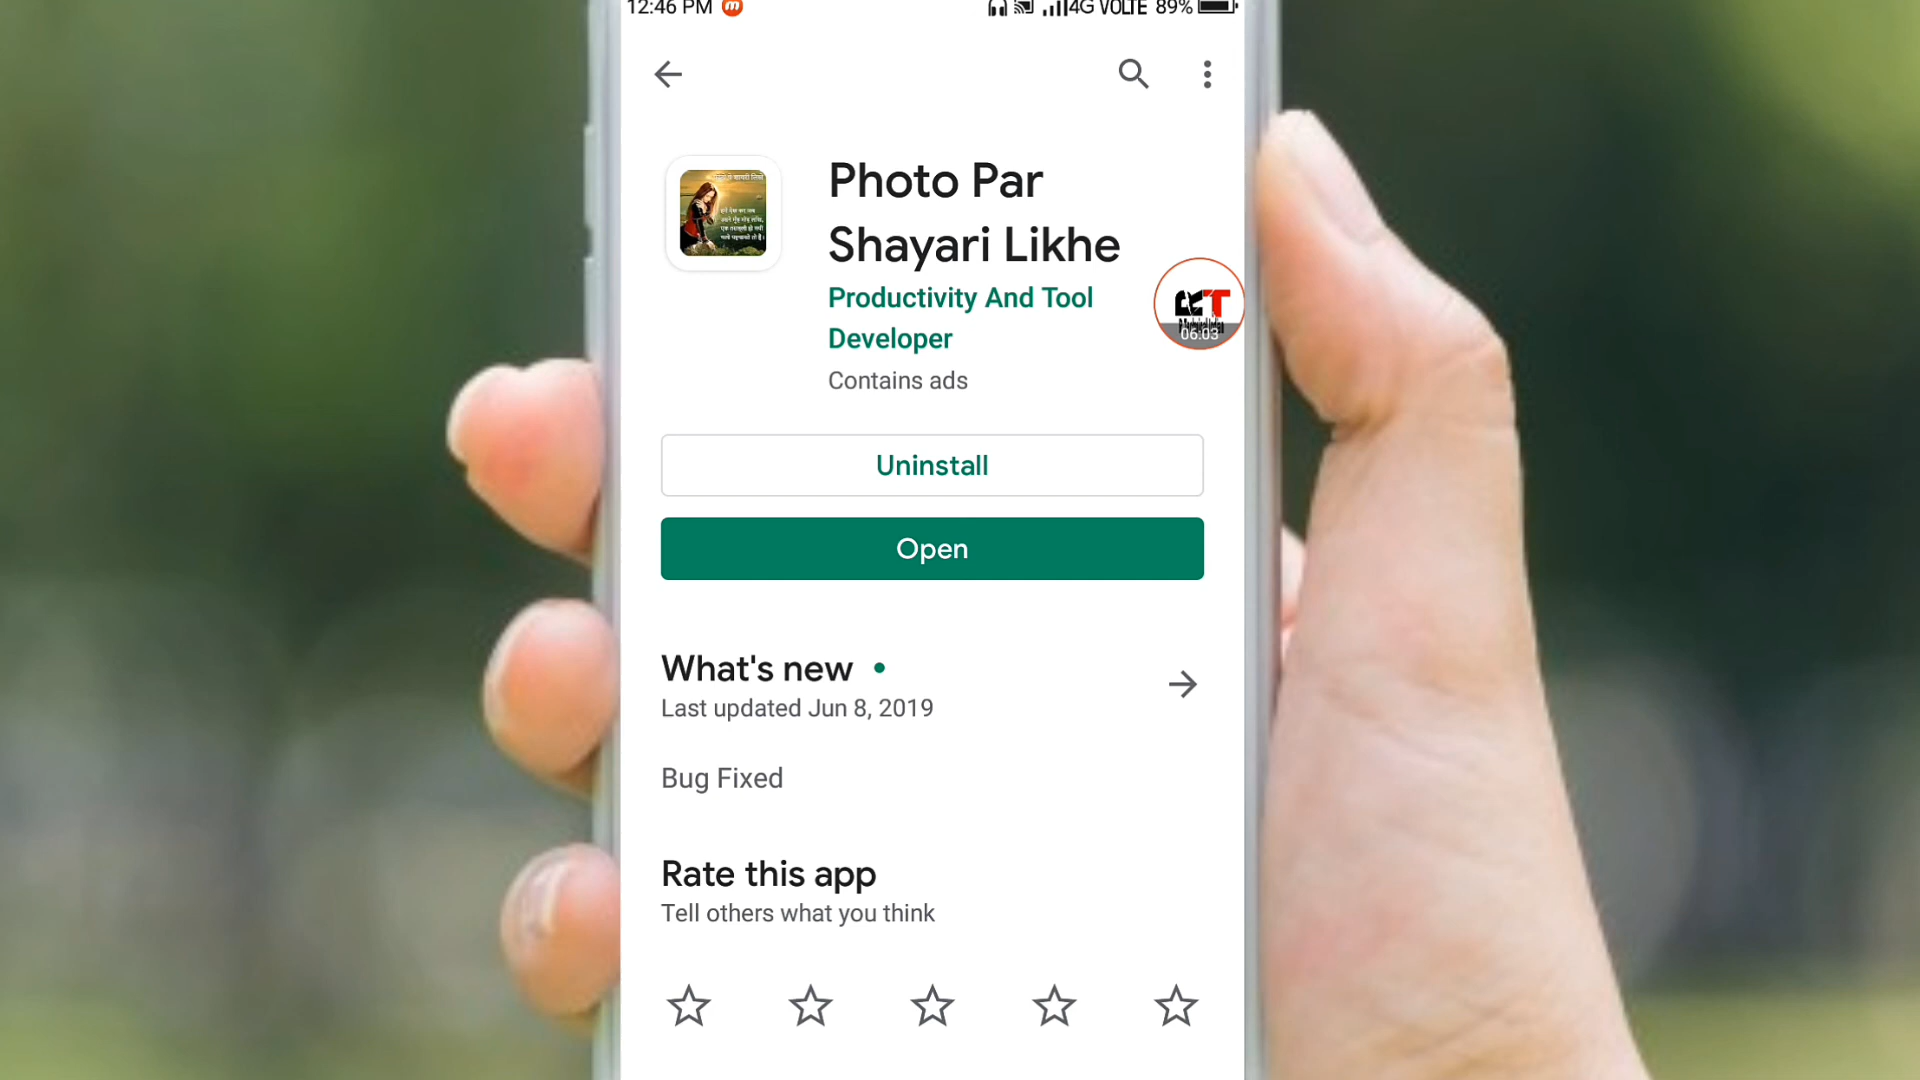 12:46 PM
4G VOLTE 89%
Photo Par
Shayari Likhe
Productivity And Tool
Developer
Contains ads
06:03
Uninstall
Open
What's new
Last updated Jun 8, 2019
Bug Fixed
Rate this app
Tell others what you think